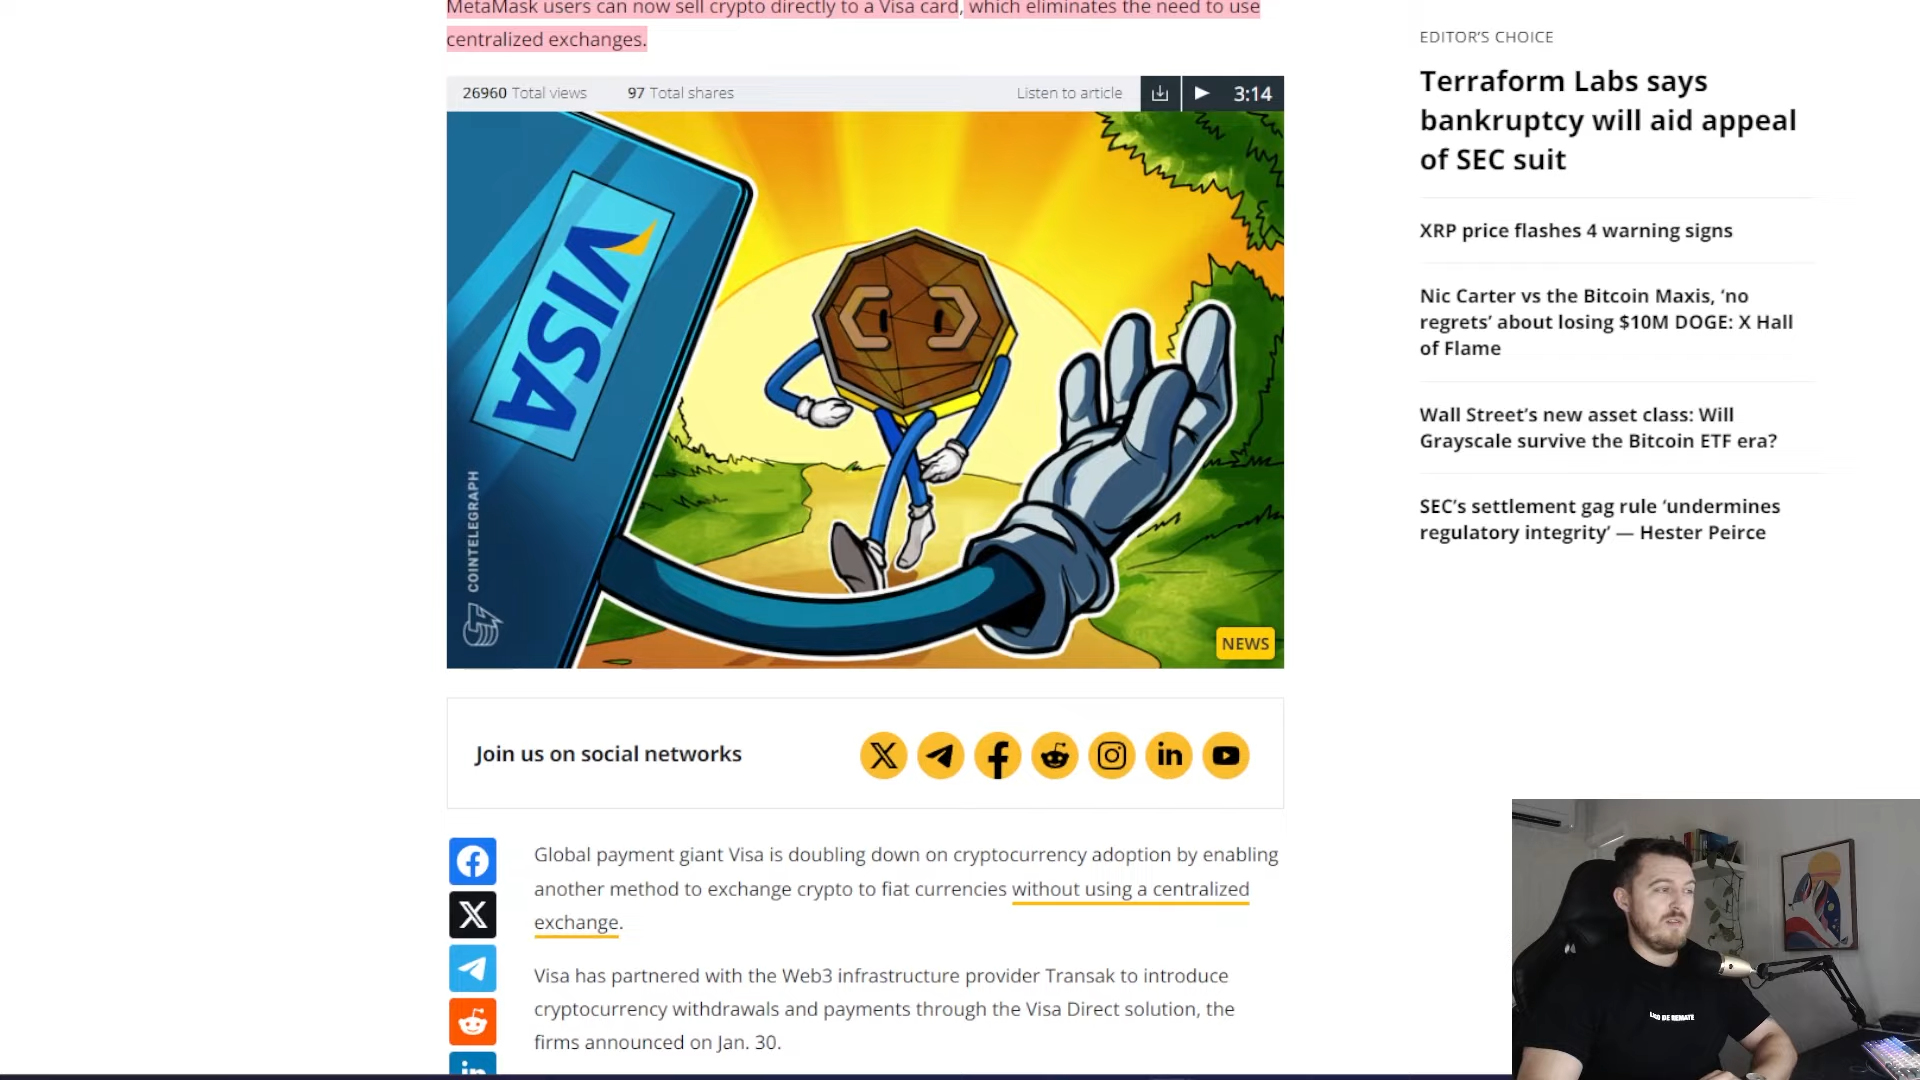 MetaMask users can now sell crypto directly to a Visa card, which eliminates the need to use
centralized exchanges.
26960 Total views 97 Total shares Listen to article 3:14
VISA
COINTELEGRAPH
NEWS
Join us on social networks
Global payment giant Visa is doubling down on cryptocurrency adoption by enabling
another method to exchange crypto to fiat currencies without using a centralized
exchange.
Visa has partnered with the Web3 infrastructure provider Transak to introduce
cryptocurrency withdrawals and payments through the Visa Direct solution, the
firms announced on Jan. 30.
EDITOR'S CHOICE
Terraform Labs says
bankruptcy will aid appeal
of SEC suit
XRP price flashes 4 warning signs
Nic Carter vs the Bitcoin Maxis, ‘no
regrets’ about losing $10M DOGE: X Hall
of Flame
Wall Street’s new asset class: Will
Grayscale survive the Bitcoin ETF era?
SEC’s settlement gag rule ‘undermines
regulatory integrity’ — Hester Peirce